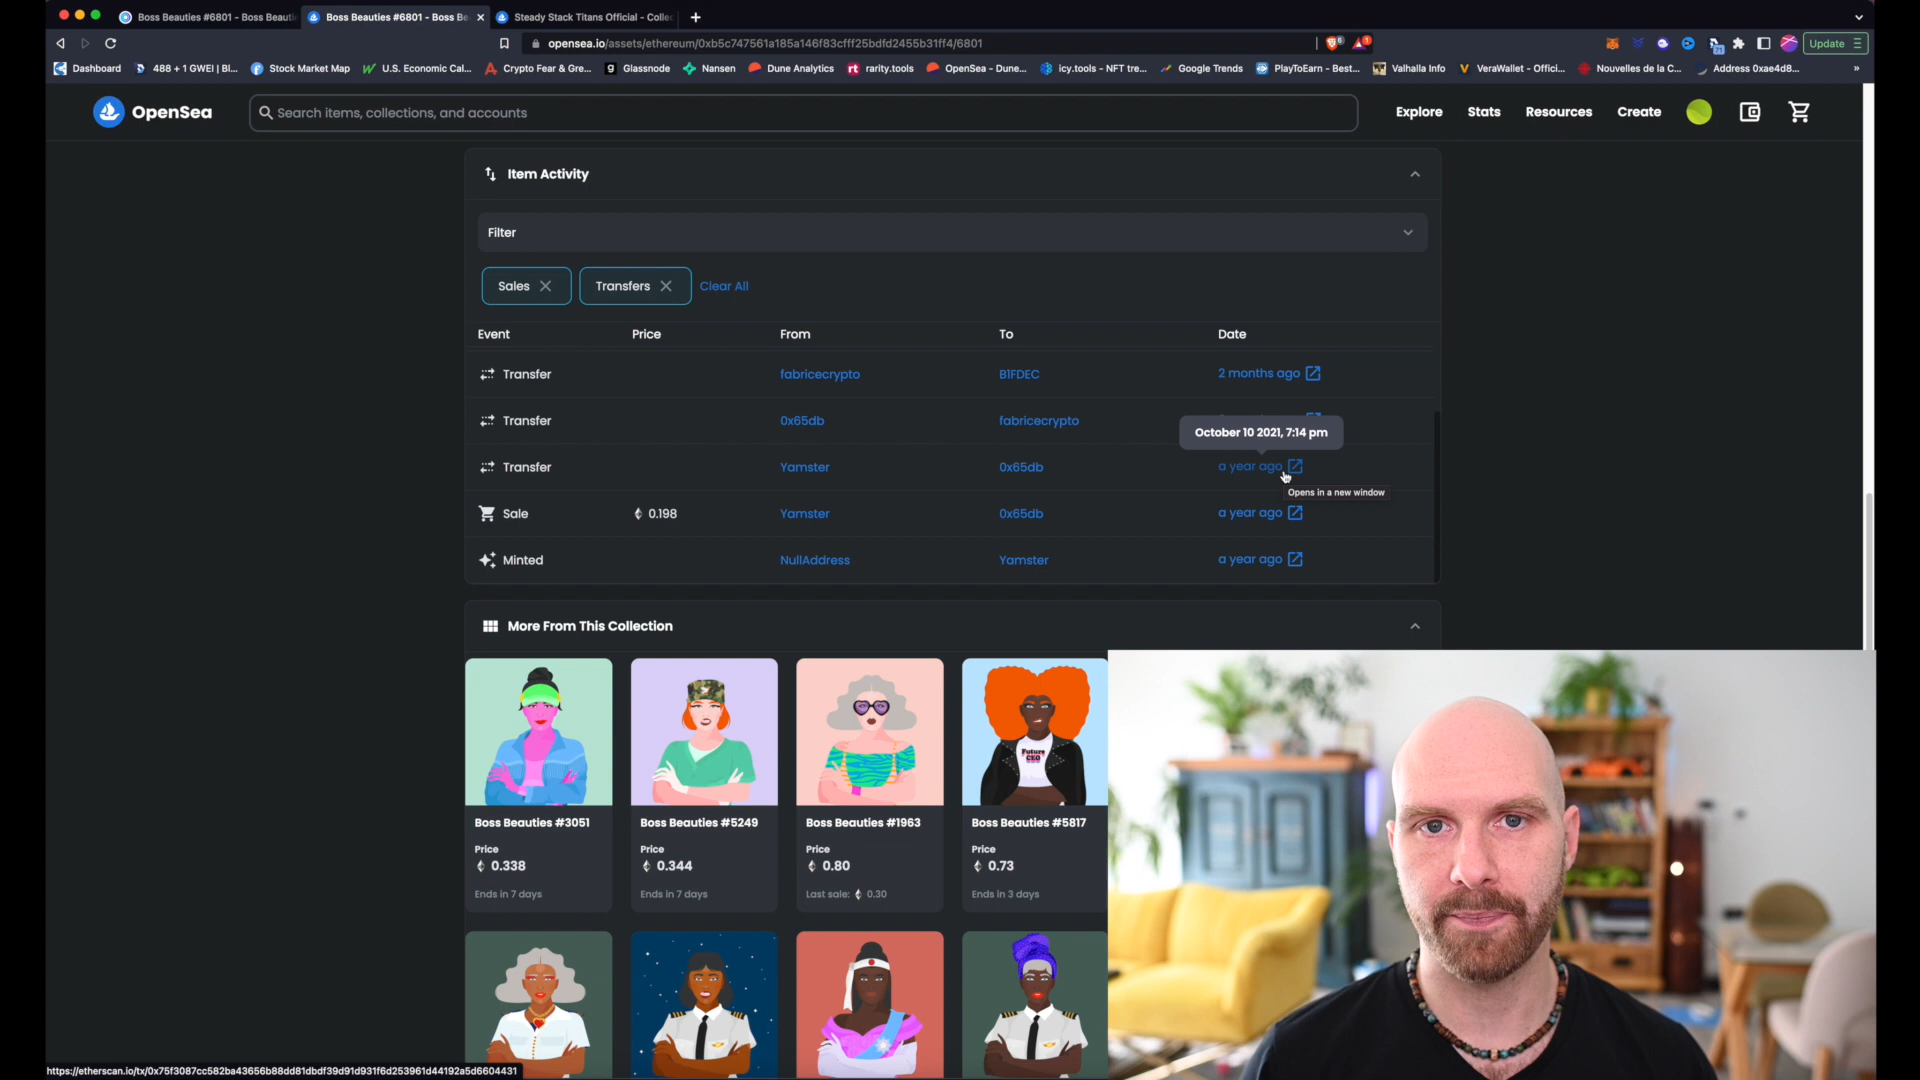 Boss Beauties #6801 - Boss Beauti
Boss Beauties #6801 - Boss Be
Steady Stack Titans Official - Colle
opensea.io/assets/ethereum/0xb5c747561a185a146f83cfff25bdfd2455b31ff4/6801
Update
Dashboard
488 + 1 GWEI | Bl...
Stock Market Map
U.S. Economic Cal...
Crypto Fear & Gre...
Glassnode
Nansen
Dune Analytics
rarity.tools
OpenSea - Dune...
icy.tools - NFT tre...
Google Trends
PlayToEarn - Best...
Valhalla Info
VeraWallet - Offici...
Nouvelles de la C...
Address 0xae4d8...
»
OpenSea
Search items, collections, and accounts
Explore
Stats
Resources
Create
Item Activity
Filter
Sales
Transfers
Clear All
Event
Price
From
To
Date
Transfer
fabricecrypto
B1FDEC
2 months ago
Transfer
0x65db
fabricecrypto
October 10 2021, 7:14 pm
Transfer
Yamster
0x65db
a year ago
Opens in a new window
Sale
0.198
Yamster
0x65db
a year ago
Minted
NullAddress
Yamster
a year ago
More From This Collection
Future
CEO
Boss Beauties #3051
Boss Beauties #5249
Boss Beauties #1963
Boss Beauties #5817
Price
Price
Price
Price
0.338
0.344
0.80
0.73
Ends in 7 days
Ends in 7 days
Last sale: 0.30
Ends in 3 days
https://etherscan.io/tx/0x75f3087cc582ba43656b88dd81dbdf39d91d931f6d253961d44192a5d6604431